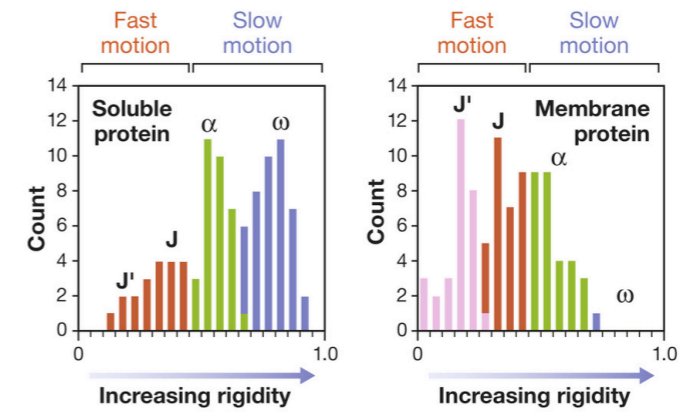 Fast
motion
Slow
motion
Fast
motion
Slow
motion
14
12
10
8
6
4
2
0
Count
Soluble
protein
α
ω
J
J'
0
1.0
Increasing rigidity
14
12
10
8
6
4
2
0
Count
J'
J
Membrane
protein
α
ω
0
1.0
Increasing rigidity